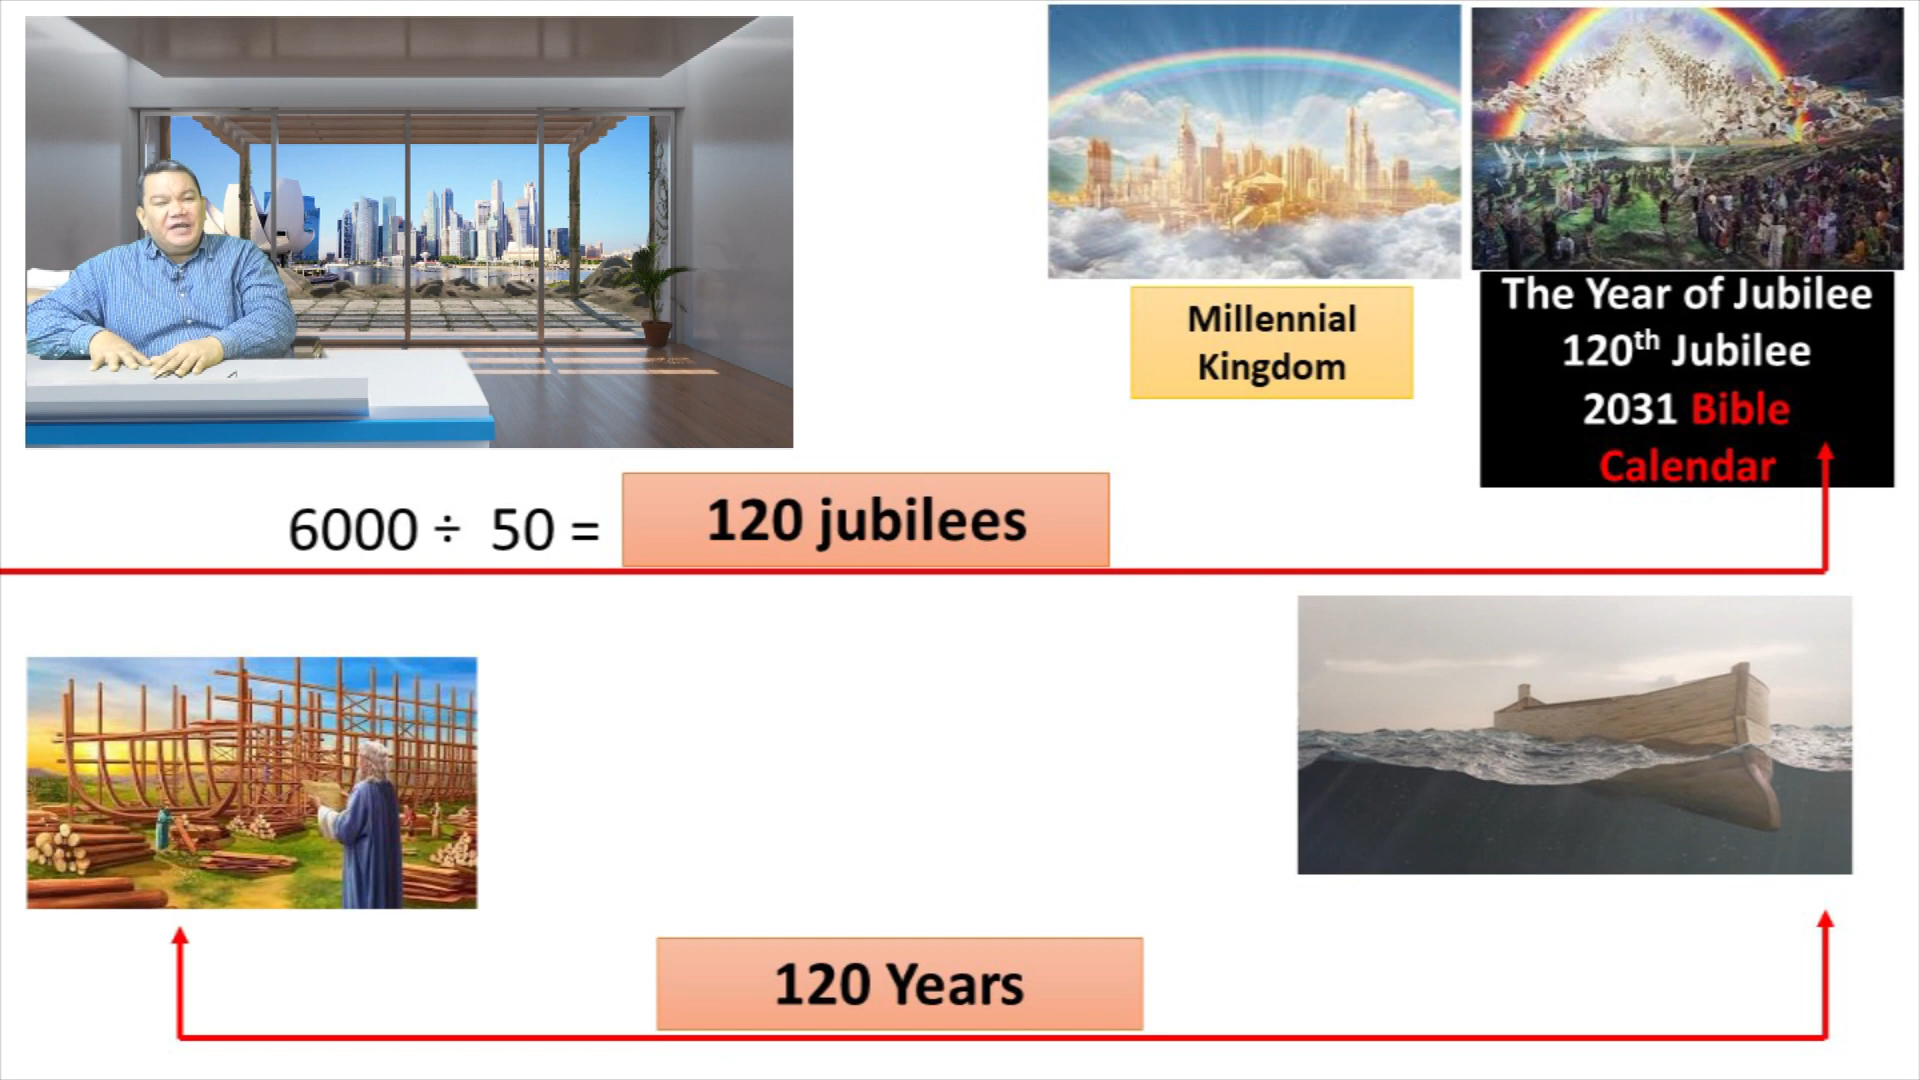 Millennial
Kingdom
The Year of Jubilee
120th Jubilee
2031 Bible
Calendar
6000 ÷ 50 =
120 jubilees
120 Years